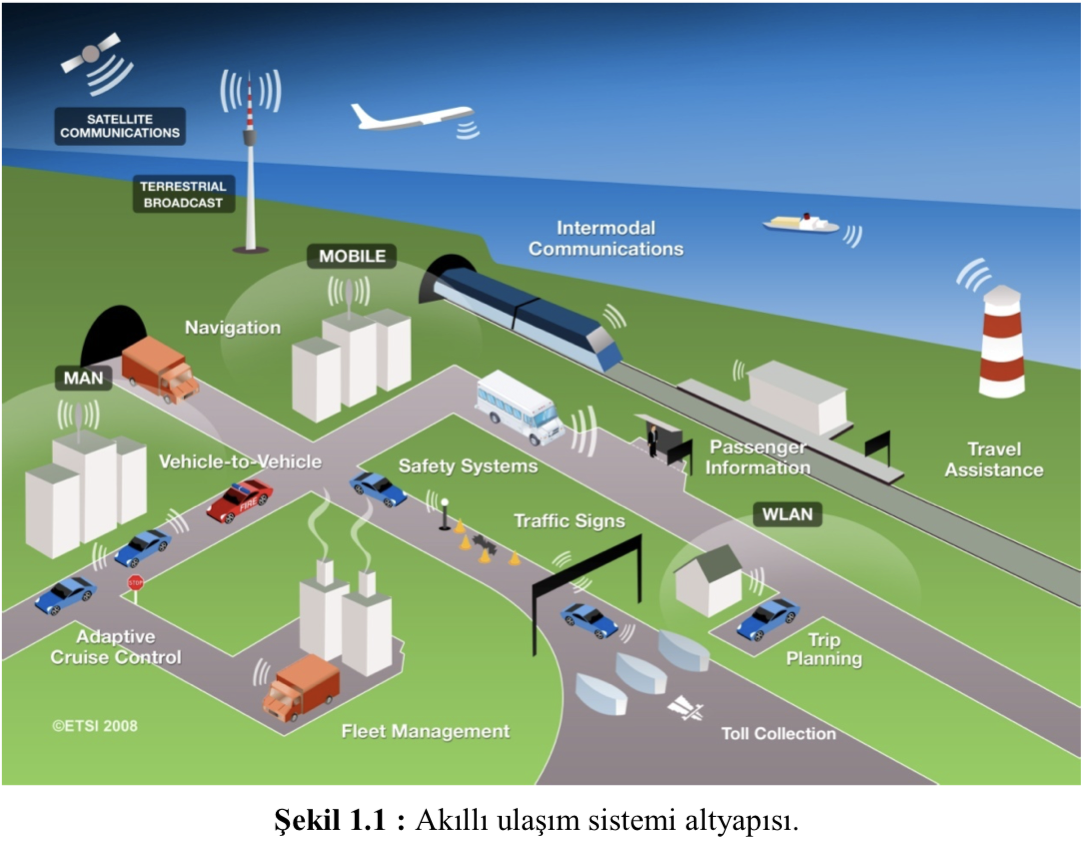 SATELLITE
COMMUNICATIONS
TERRESTRIAL
BROADCAST
Intermodal
Communications
MOBILE
Navigation
MAN
Vehicle-to-Vehicle
Safety Systems
Passenger
Information
Travel
Assistance
FIRE
Traffic Signs
WLAN
STOP
Adaptive
Cruise Control
Trip
Planning
©ETSI 2008
Fleet Management
Toll Collection
Şekil 1.1 : Akıllı ulaşım sistemi altyapısı.